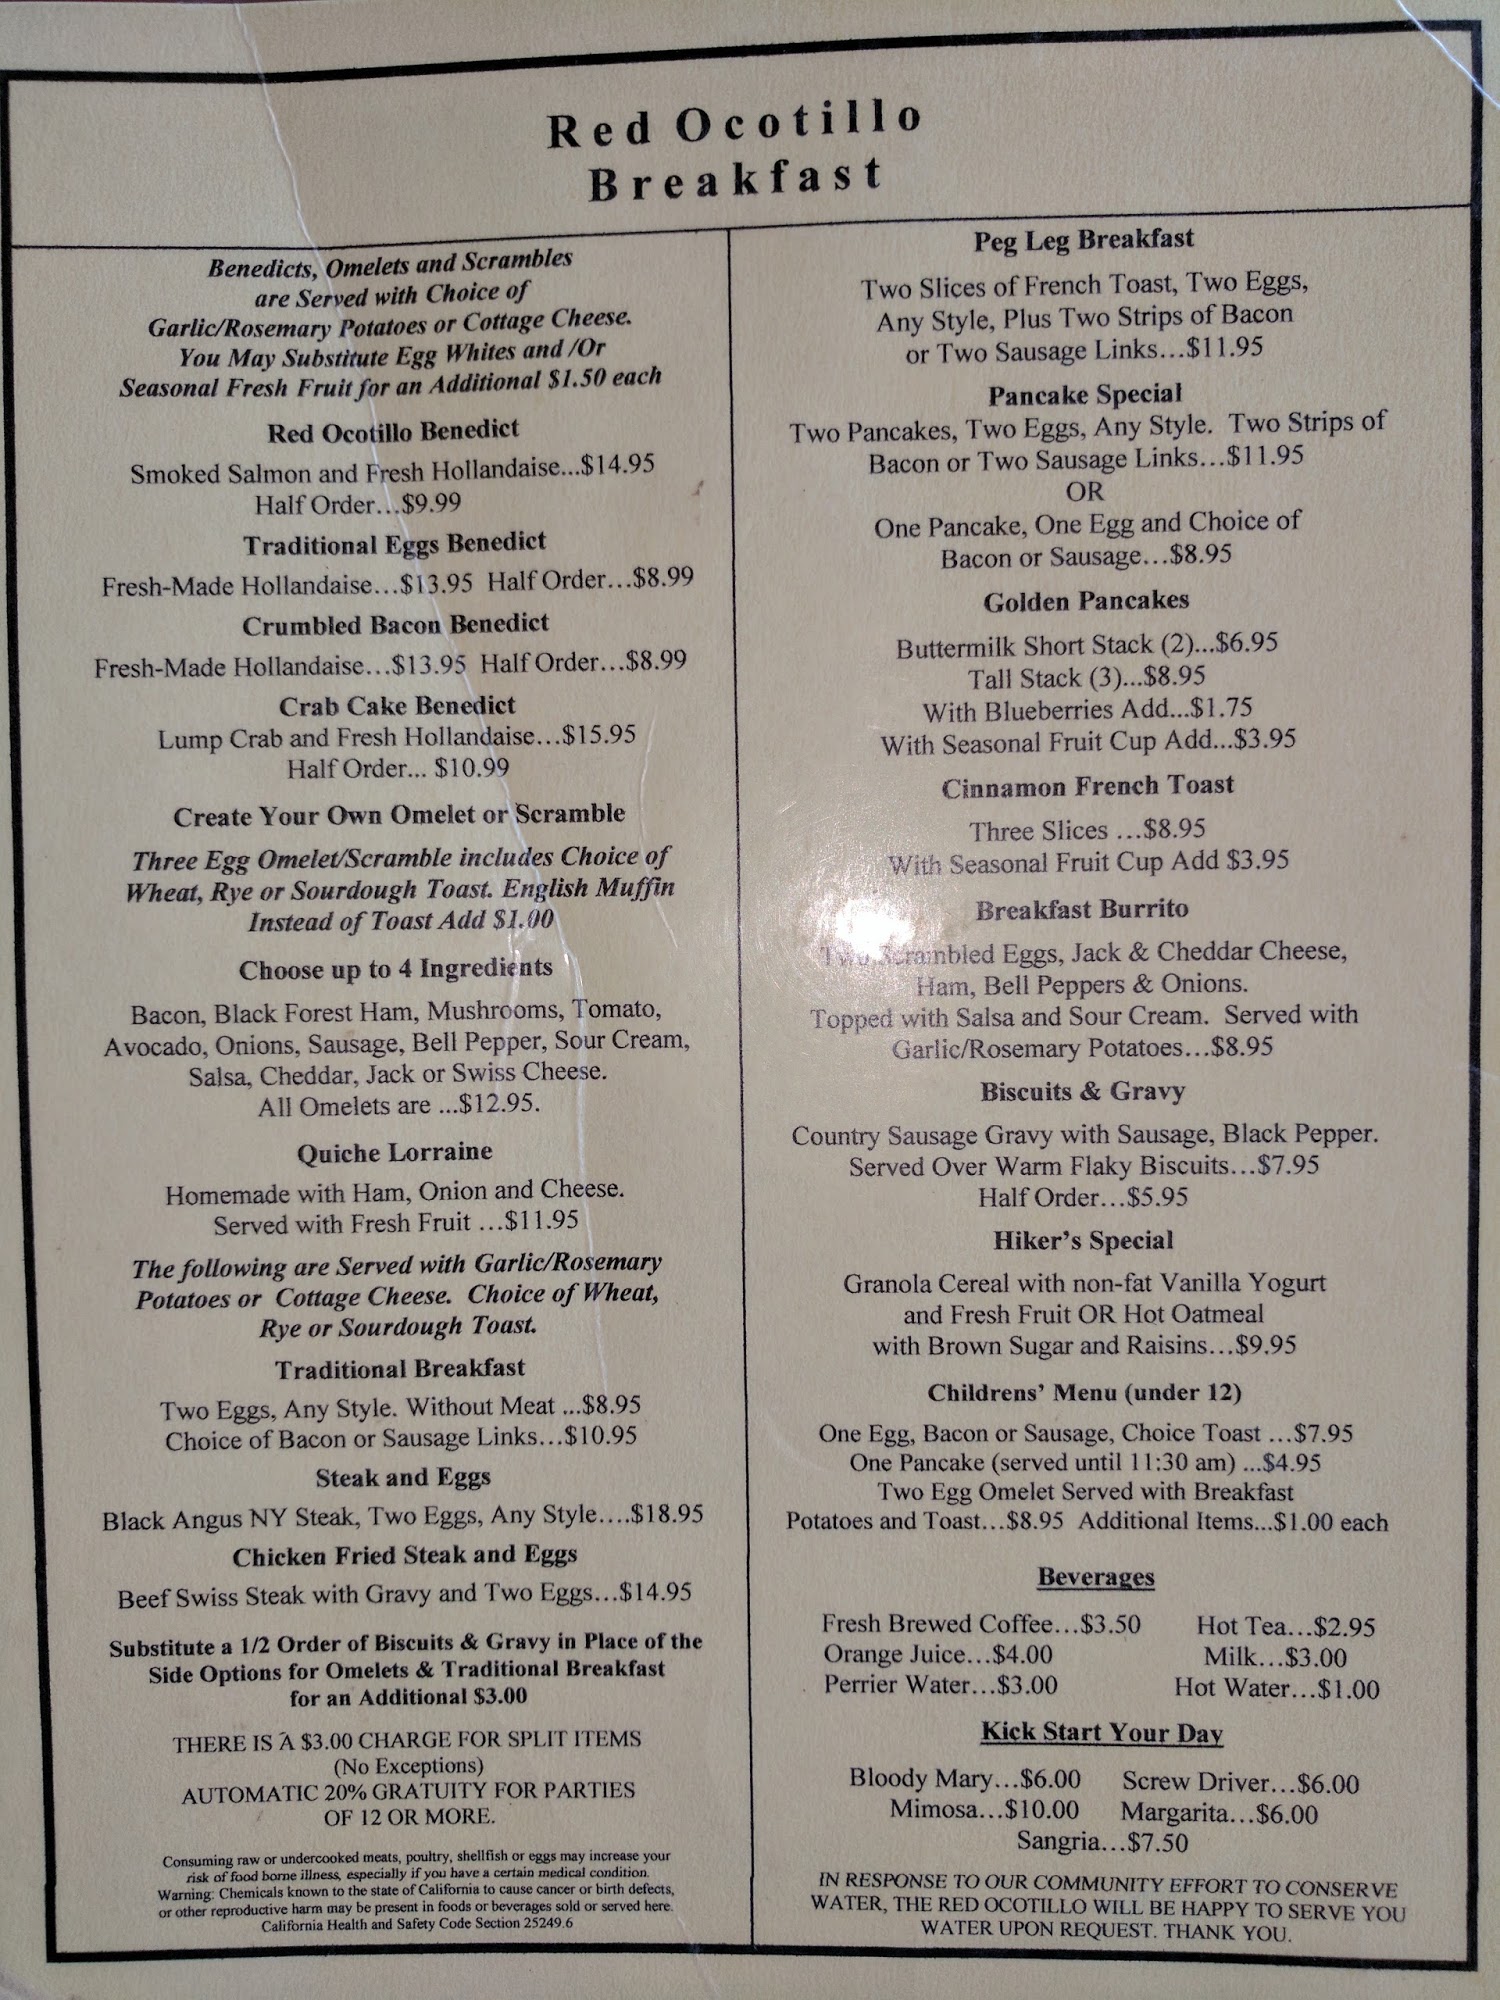 Red Ocotillo
Breakfast
Benedicts, Omelets and Scrambles
are Served with Choice of
Garlic/Rosemary Potatoes or Cottage Cheese.
You May Substitute Egg Whites and /Or
Seasonal Fresh Fruit for an Additional $1.50 each
Red Ocotillo Benedict
Smoked Salmon and Fresh Hollandaise...$14.95
Half Order...$9.99
Traditional Eggs Benedict
Fresh-Made Hollandaise...$13.95 Half Order...$8.99
Crumbled Bacon Benedict
Fresh-Made Hollandaise...$13.95 Half Order...$8.99
Crab Cake Benedict
Lump Crab and Fresh Hollandaise...$15.95
Half Order... $10.99
Create Your Own Omelet or Scramble
Three Egg Omelet/Scramble includes Choice of
Wheat, Rye or Sourdough Toast. English Muffin
Instead of Toast Add $1.00
Choose up to 4 Ingredients
Bacon, Black Forest Ham, Mushrooms, Tomato,
Avocado, Onions, Sausage, Bell Pepper, Sour Cream,
Salsa, Cheddar, Jack or Swiss Cheese.
All Omelets are ...$12.95.
Quiche Lorraine
Homemade with Ham, Onion and Cheese.
Served with Fresh Fruit ...$11.95
The following are Served with Garlic/Rosemary
Potatoes or Cottage Cheese. Choice of Wheat,
Rye or Sourdough Toast.
Traditional Breakfast
Two Eggs, Any Style. Without Meat ...$8.95
Choice of Bacon or Sausage Links...$10.95
Steak and Eggs
Black Angus NY Steak, Two Eggs, Any Style....$18.95
Chicken Fried Steak and Eggs
Beef Swiss Steak with Gravy and Two Eggs...$14.95
Substitute a 1/2 Order of Biscuits & Gravy in Place of the
Side Options for Omelets & Traditional Breakfast
for an Additional $3.00
THERE IS A $3.00 CHARGE FOR SPLIT ITEMS
(No Exceptions)
AUTOMATIC 20% GRATUITY FOR PARTIES
OF 12 OR MORE.
Consuming raw or undercooked meats, poultry, shellfish or eggs may increase your
risk of food borne illness, especially if you have a certain medical condition.
Warning: Chemicals known to the state of California to cause cancer or birth defects,
or other reproductive harm may be present in foods or beverages sold or served here.
California Health and Safety Code Section 25249.6
Peg Leg Breakfast
Two Slices of French Toast, Two Eggs,
Any Style, Plus Two Strips of Bacon
or Two Sausage Links...$11.95
Pancake Special
Two Pancakes, Two Eggs, Any Style. Two Strips of
Bacon or Two Sausage Links...$11.95
OR
One Pancake, One Egg and Choice of
Bacon or Sausage...$8.95
Golden Pancakes
Buttermilk Short Stack (2)...$6.95
Tall Stack (3)...$8.95
With Blueberries Add...$1.75
With Seasonal Fruit Cup Add...$3.95
Cinnamon French Toast
Three Slices ...$8.95
With Seasonal Fruit Cup Add $3.95
Breakfast Burrito
Two Scrambled Eggs, Jack & Cheddar Cheese,
Ham, Bell Peppers & Onions.
Topped with Salsa and Sour Cream. Served with
Garlic/Rosemary Potatoes...$8.95
Biscuits & Gravy
Country Sausage Gravy with Sausage, Black Pepper.
Served Over Warm Flaky Biscuits...$7.95
Half Order...$5.95
Hiker's Special
Granola Cereal with non-fat Vanilla Yogurt
and Fresh Fruit OR Hot Oatmeal
with Brown Sugar and Raisins...$9.95
Childrens' Menu (under 12)
One Egg, Bacon or Sausage, Choice Toast ...$7.95
One Pancake (served until 11:30 am) ...$4.95
Two Egg Omelet Served with Breakfast
Potatoes and Toast...$8.95 Additional Items...$1.00 each
Beverages
Fresh Brewed Coffee...$3.50 Hot Tea...$2.95
Orange Juice...$4.00 Milk...$3.00
Perrier Water...$3.00 Hot Water...$1.00
Kick Start Your Day
Bloody Mary...$6.00 Screw Driver...$6.00
Mimosa...$10.00 Margarita...$6.00
Sangria...$7.50
IN RESPONSE TO OUR COMMUNITY EFFORT TO CONSERVE
WATER, THE RED OCOTILLO WILL BE HAPPY TO SERVE YOU
WATER UPON REQUEST. THANK YOU.